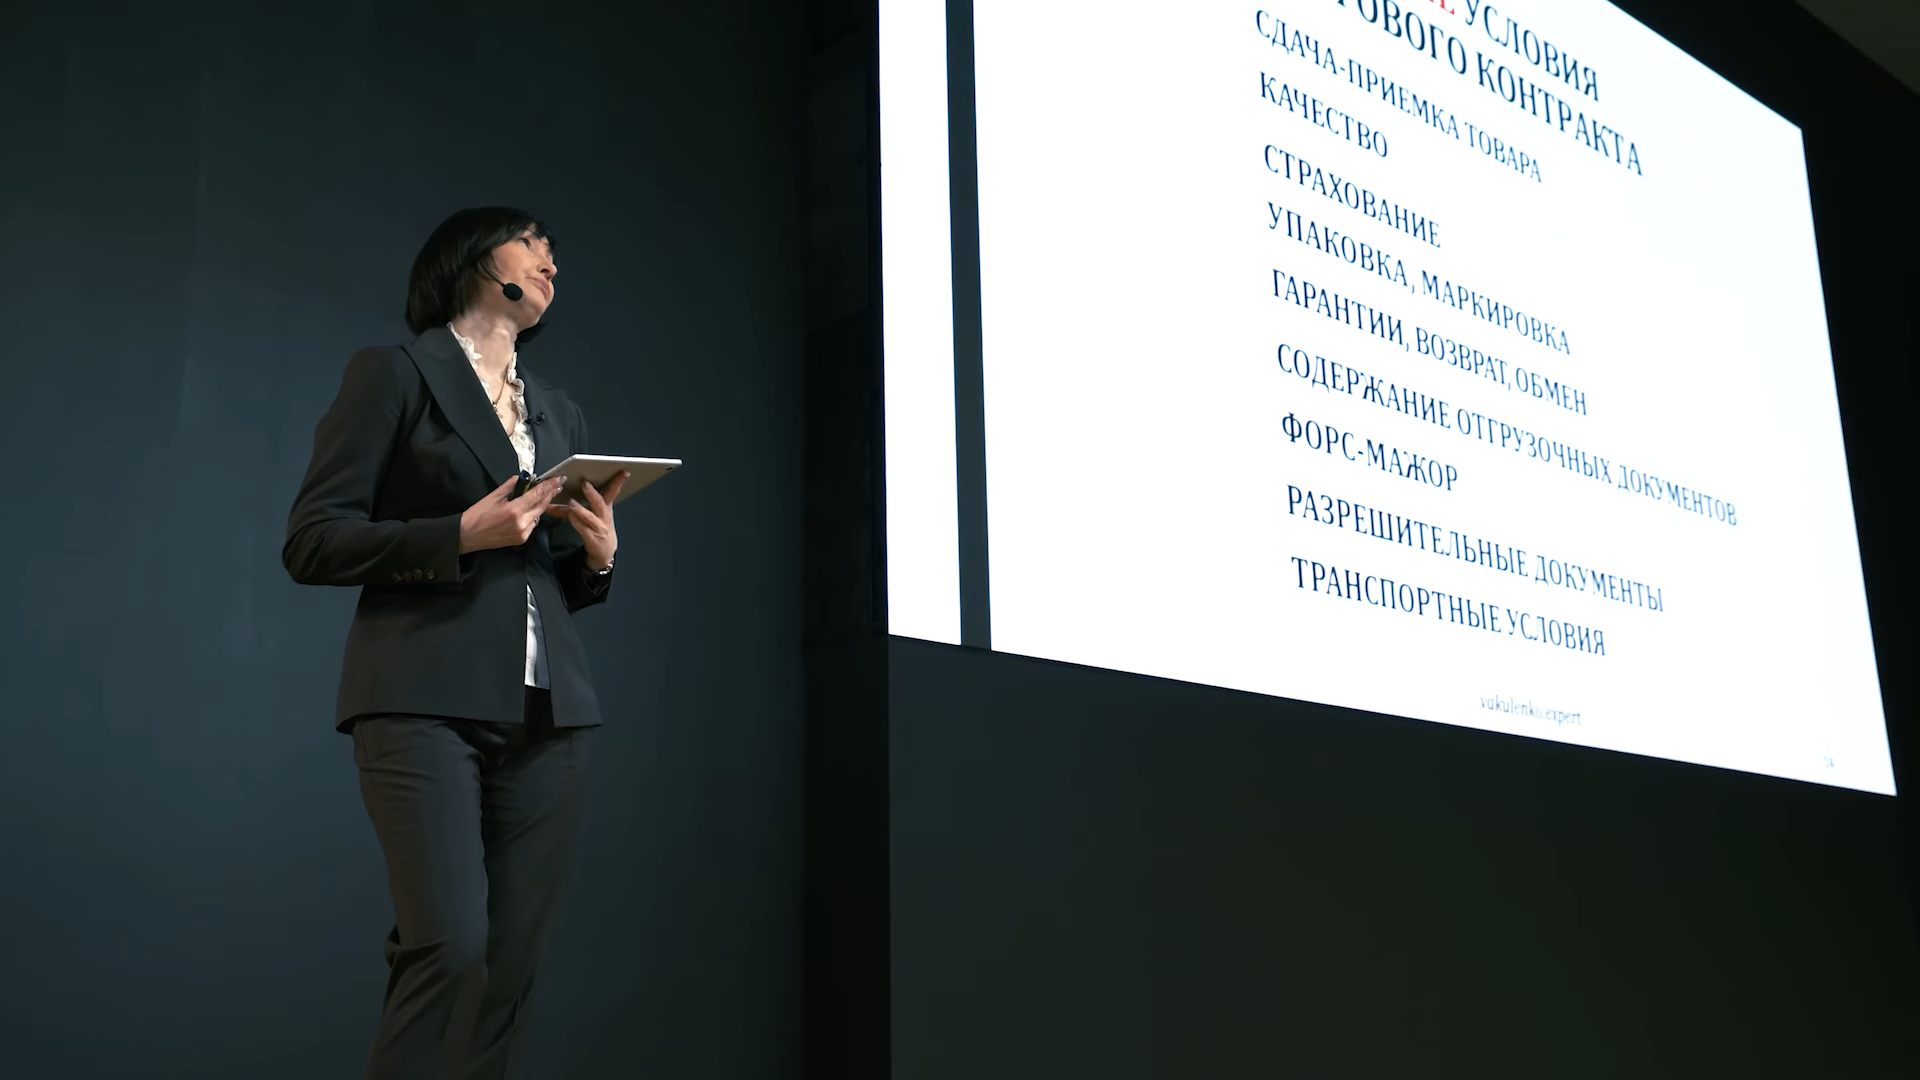 УСЛОВИЯ
КОНТРАКТА
СДАЧА-ПРИЕМКА ТОВАРА
КАЧЕСТВО
СТРАХОВАНИЕ
УПАКОВКА, МАРКИРОВКА
ГАРАНТИИ, ВОЗВРАТ, ОБМЕН
СОДЕРЖАНИЕ ОТГРУЗОЧНЫХ ДОКУМЕНТОВ
ФОРС-МАЖОР
РАЗРЕШИТЕЛЬНЫЕ ДОКУМЕНТЫ
ТРАНСПОРТНЫЕ УСЛОВИЯ
vakulenko.expert
14